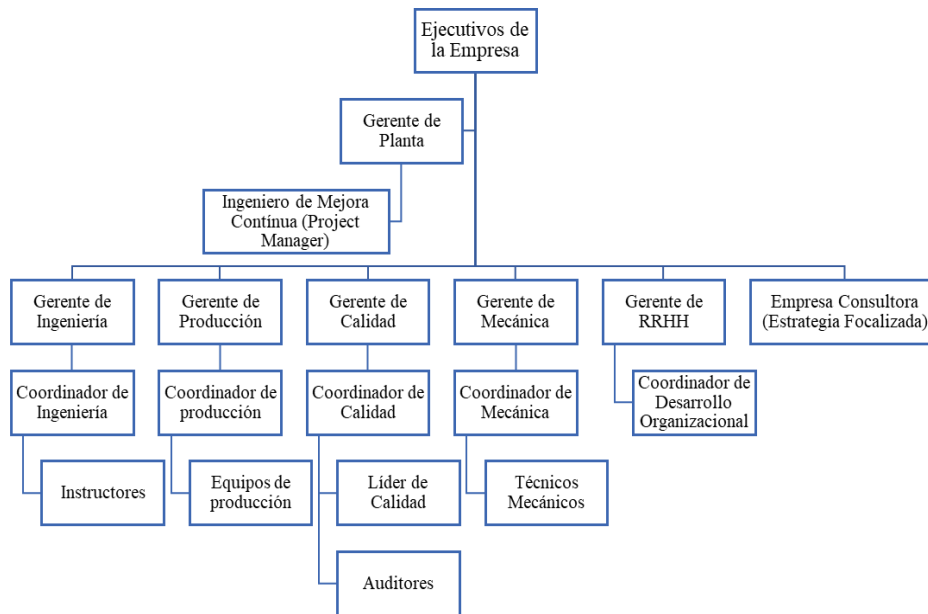 Ejecutivos de
la Empresa
Gerente de
Planta
Ingeniero de Mejora
Contínua (Project
Manager)
Gerente de
Ingeniería
Gerente de
Producción
Gerente de
Calidad
Gerente de
Mecánica
Gerente de
RRHH
Empresa Consultora
(Estrategia Focalizada)
Coordinador de
Ingeniería
Coordinador de
producción
Coordinador de
Calidad
Coordinador de
Mecánica
Coordinador de
Desarrollo
Organizacional
Instructores
Equipos de
producción
Líder de
Calidad
Técnicos
Mecánicos
Auditores